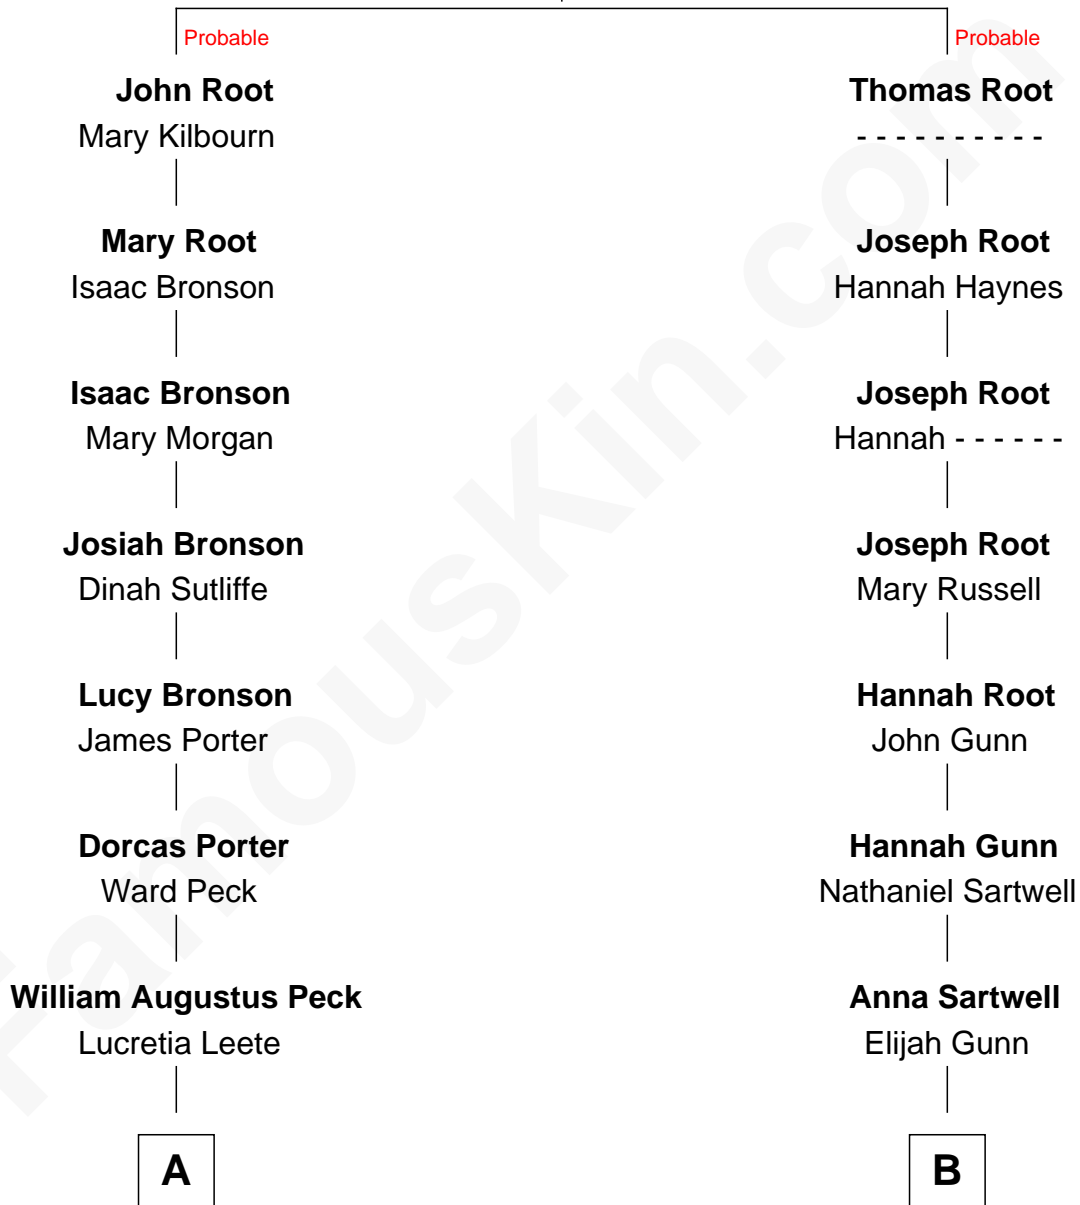 Probable
John Root
Mary Kilbourn
Mary Root
Isaac Bronson
Isaac Bronson
Mary Morgan
Josiah Bronson
Dinah Sutliffe
Lucy Bronson
James Porter
Dorcas Porter
Ward Peck
William Augustus Peck
Lucretia Leete
A
Probable
Thomas Root
- - - - - - - - - -
Joseph Root
Hannah Haynes
Joseph Root
Hannah - - - - - -
Joseph Root
Mary Russell
Hannah Root
John Gunn
Hannah Gunn
Nathaniel Sartwell
Anna Sartwell
Elijah Gunn
B
FamousKin.com